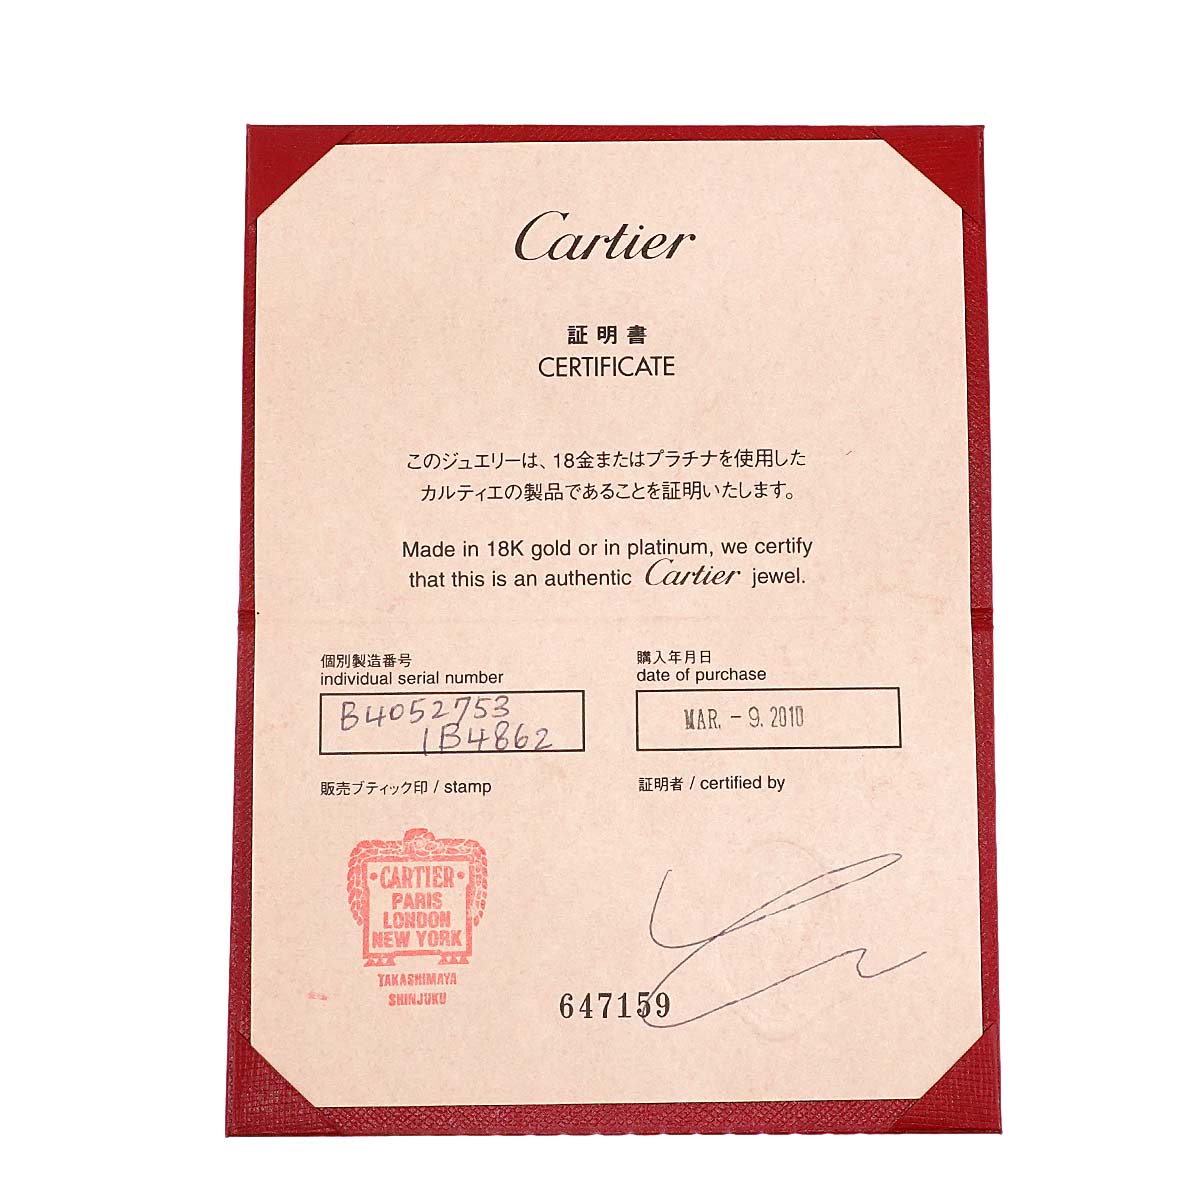 Cartier
証明書
CERTIFICATE
このジュエリーは、18金またはプラチナを使用した
カルティエの製品であることを証明いたします。
Made in 18K gold or in platinum, we certify
that this is an authentic Cartier jewel.
個別製造番号
individual serial number
B4052753
1B4862
購入年月日
date of purchase
MAR. - 9. 2010
販売ブティック印 / stamp
証明者 / certified by
· CARTIER ·
PARIS
LONDON
NEW YORK
TAKASHIMAYA
SHINJUKU
647159